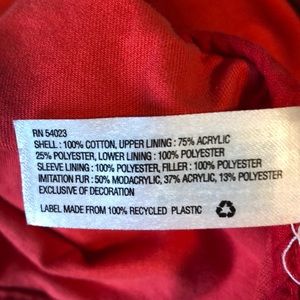 RN 54023
SHELL : 100% COTTON, UPPER LINING : 75% ACRYLIC
25% POLYESTER, LOWER LINING : 100% POLYESTER
SLEEVE LINING : 100% POLYESTER, FILLER : 100% POLYESTER
IMITATION FUR : 50% MODACRYLIC, 37% ACRYLIC, 13% POLYESTER
EXCLUSIVE OF DECORATION
LABEL MADE FROM 100% RECYCLED PLASTIC